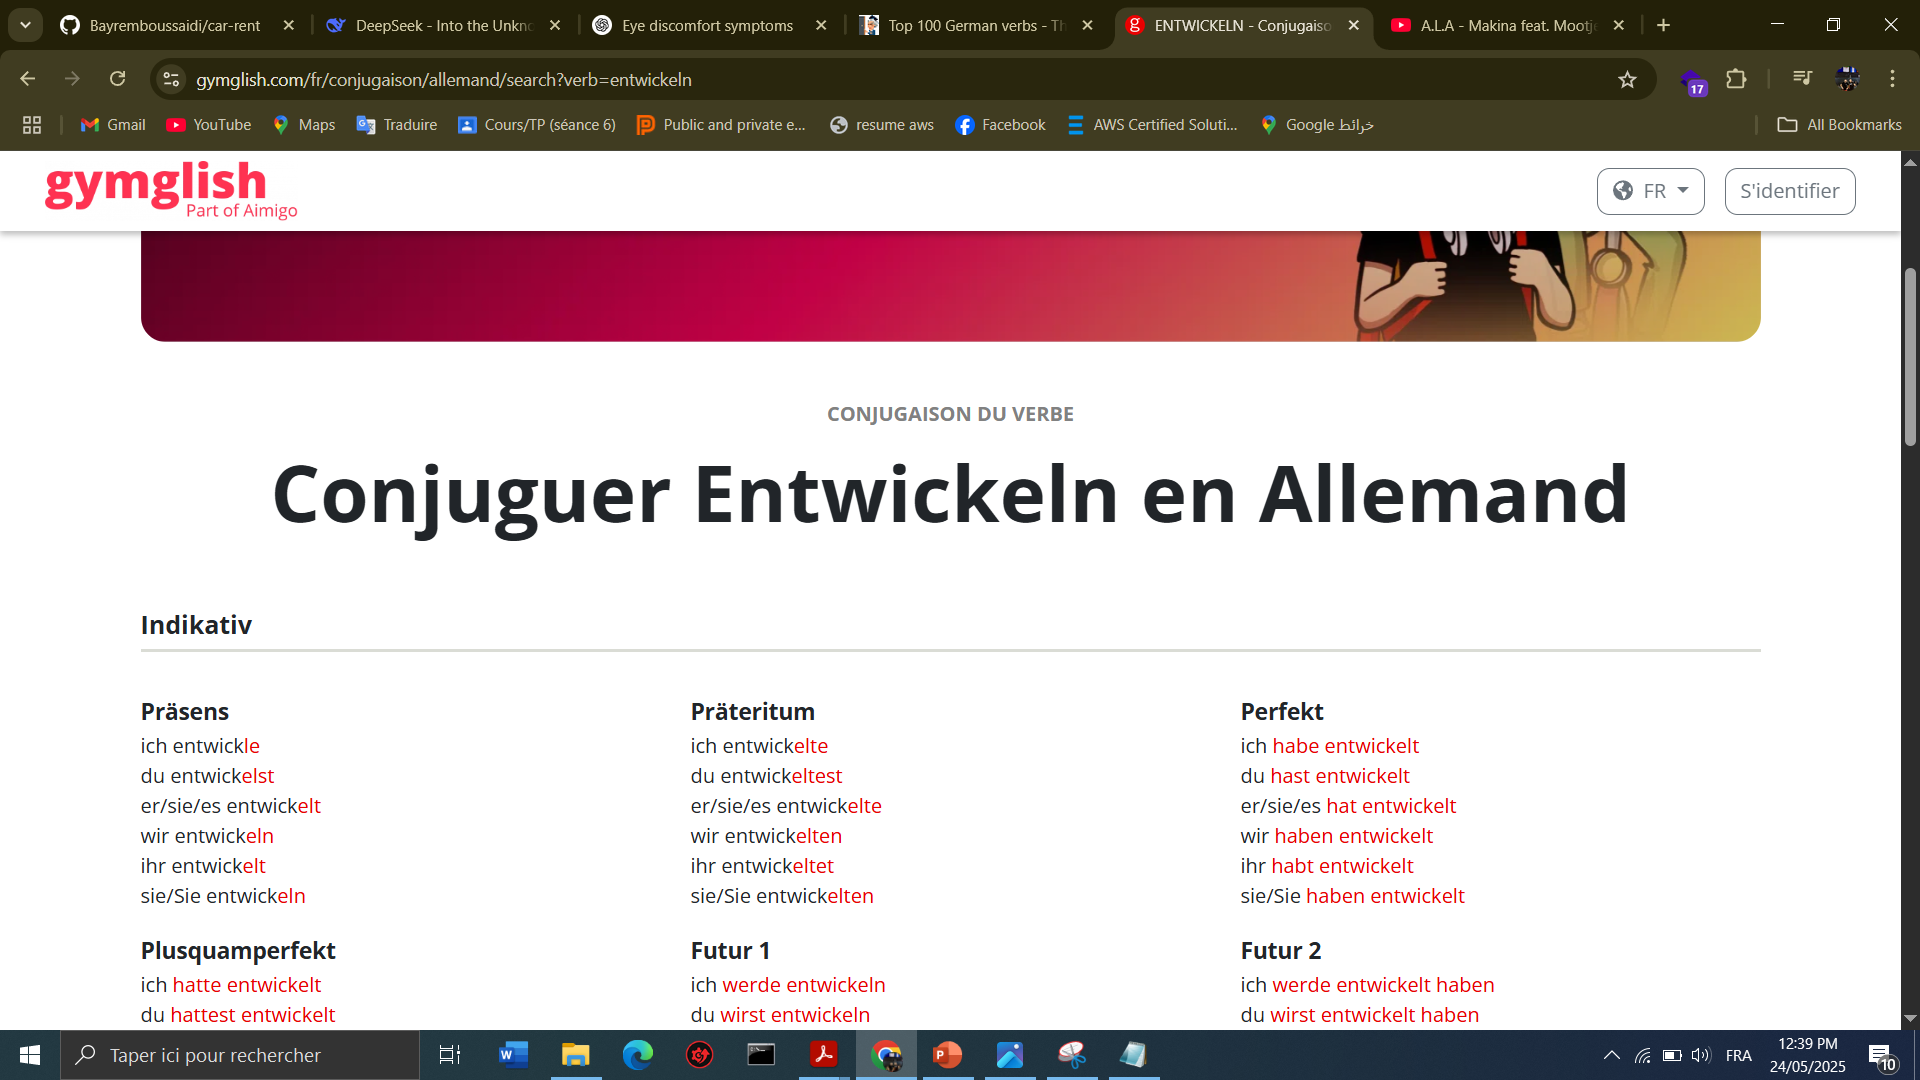 Bayremboussaidi/car-rent
DeepSeek - Into the Unkno
Eye discomfort symptoms
Top 100 German verbs - Th
ENTWICKELN - Conjugaiso
A.L.A - Makina feat. Mootje
gymglish.com/fr/conjugaison/allemand/search?verb=entwickeln
17
Gmail
YouTube
Maps
Traduire
Cours/TP (séance 6)
Public and private e...
resume aws
Facebook
AWS Certified Soluti...
خرائط Google
All Bookmarks
gymglish
Part of Aimigo
FR
S'identifier
CONJUGAISON DU VERBE
Conjuguer Entwickeln en Allemand
Indikativ
Präsens
ich entwickle
du entwickelst
er/sie/es entwickelt
wir entwickeln
ihr entwickelt
sie/Sie entwickeln
Präteritum
ich entwickelte
du entwickeltest
er/sie/es entwickelte
wir entwickelten
ihr entwickeltet
sie/Sie entwickelten
Perfekt
ich habe entwickelt
du hast entwickelt
er/sie/es hat entwickelt
wir haben entwickelt
ihr habt entwickelt
sie/Sie haben entwickelt
Plusquamperfekt
ich hatte entwickelt
du hattest entwickelt
Futur 1
ich werde entwickeln
du wirst entwickeln
Futur 2
ich werde entwickelt haben
du wirst entwickelt haben
Taper ici pour rechercher
FRA
12:39 PM
24/05/2025
10